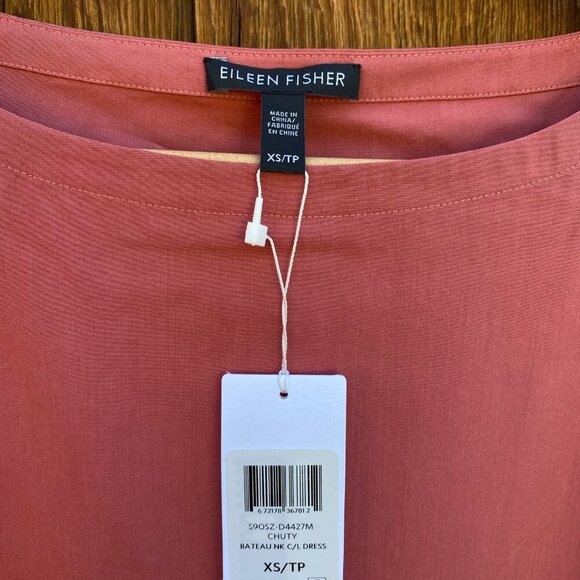 EILEEN FISHER
MADE IN
CHINA/
FABRIQUÉ
EN CHINE
XS/TP
6 72178 36781 2
S9OSZ-D4427M
CHUTY
BATEAU NK C/L DRESS
XS/TP